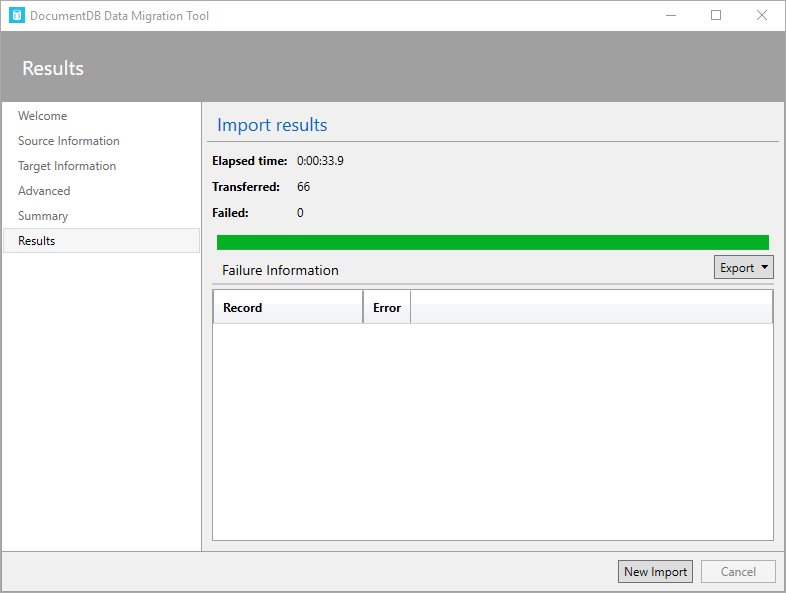 DocumentDB Data Migration Tool
Results
Welcome
Source Information
Target Information
Advanced
Summary
Results
Import results
Elapsed time: 0:00:33.9
Transferred: 66
Failed: 0
Failure Information
Export
Record Error
New Import Cancel